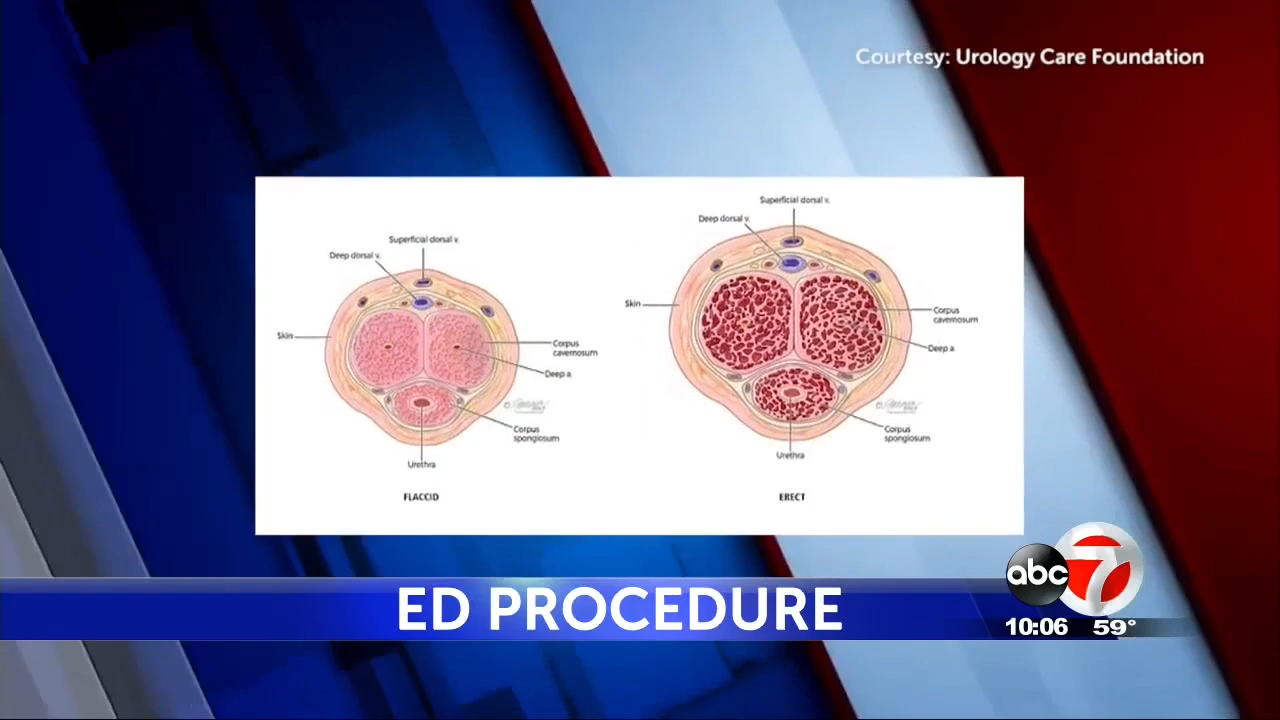 Courtesy: Urology Care Foundation
Superficial dorsal v.
Deep dorsal v.
Skin
Corpus
cavernosum
Deep a.
Corpus
spongiosum
Urethra
FLACCID
Superficial dorsal v.
Deep dorsal v.
Skin
Corpus
cavernosum
Deep a.
Corpus
spongiosum
Urethra
ERECT
ED PROCEDURE
abc 7
10:06 59°